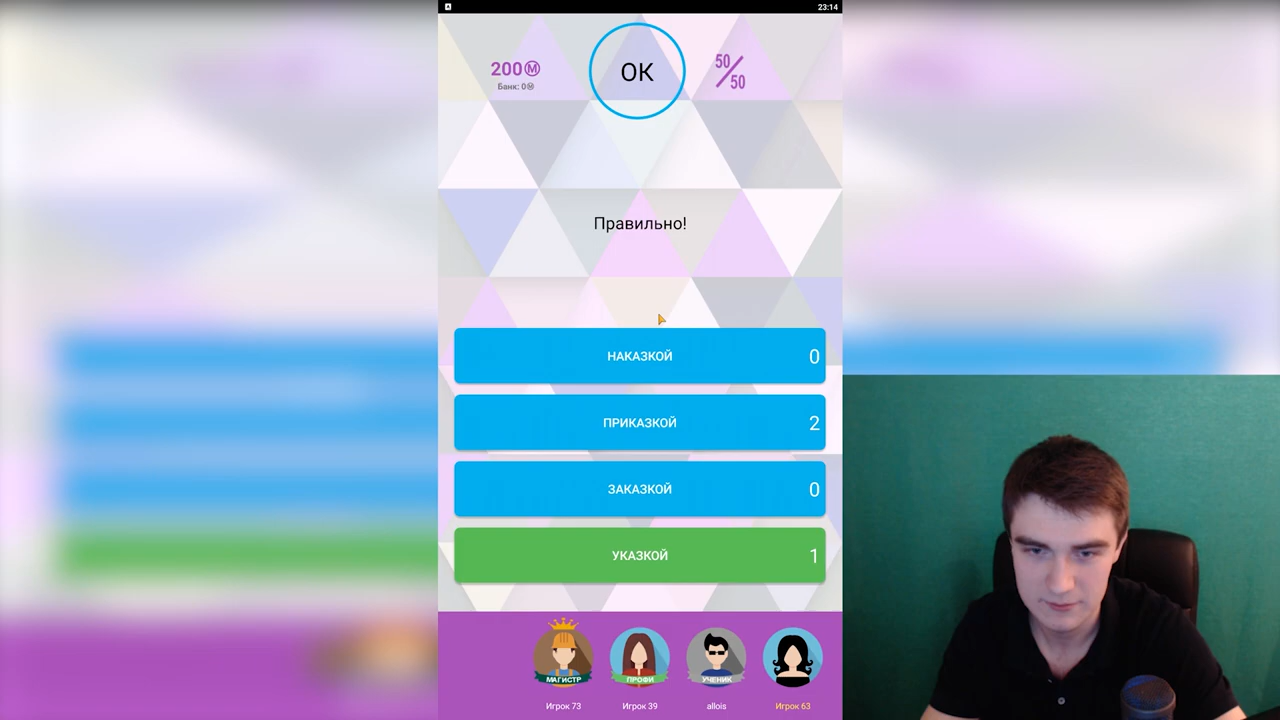 23:14
200Ⓜ
Банк: 0Ⓜ
ОК
50/50
Правильно!
НАКАЗКОЙ 0
ПРИКАЗКОЙ 2
ЗАКАЗКОЙ 0
УКАЗКОЙ 1
МАГИСТР
ПРОФИ
УЧЕНИК
Игрок 73
Игрок 39
allois
Игрок 63